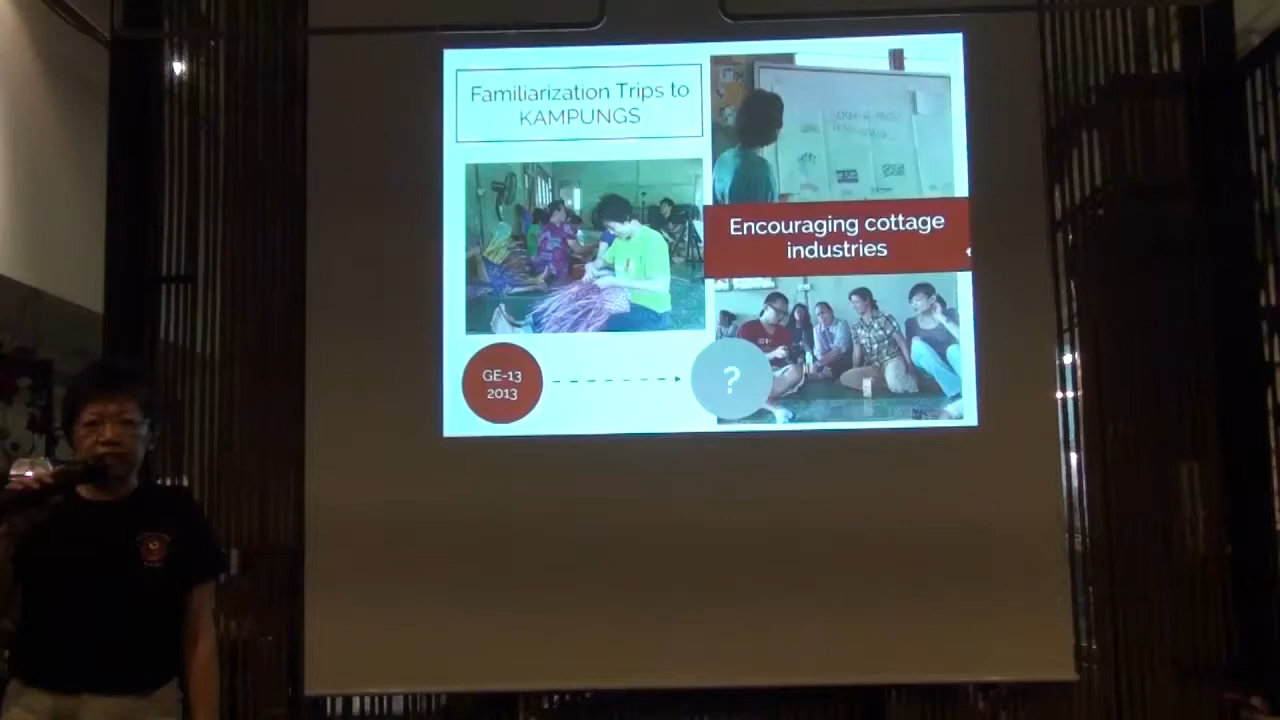 Familiarization Trips to
KAMPUNGS
Encouraging cottage
industries
GE-13
2013
?